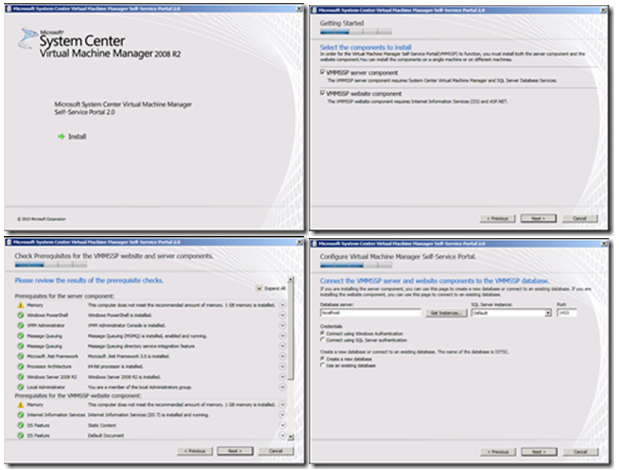 Microsoft System Center Virtual Machine Manager Self-Service Portal 2.0
Microsoft
System Center
Virtual Machine Manager 2008 R2
Microsoft System Center Virtual Machine Manager
Self-Service Portal 2.0
Install
© 2010 Microsoft Corporation
Microsoft System Center Virtual Machine Manager Self-Service Portal 2.0
Getting Started
Select the components to install
In order for the Virtual Machine Manager Self-Service Portal(VMMSSP) to function, you must install both the server component and the
website component.You can install the components on a single machine or on different machines.
VMMSSP server component
The VMMSSP server component requires System Center Virtual Machine Manager and SQL Server Database Services.
VMMSSP website component
The VMMSSP website component requires Internet Information Services (IIS) and ASP.NET.
< Previous
Next >
Cancel
Microsoft System Center Virtual Machine Manager Self-Service Portal 2.0
Check Prerequisites for the VMMSSP website and server components.
Please review the results of the prerequisite checks.
Expand All
Prerequisites for the server component:
Memory This computer does not meet the recommended amount of memory. 1 GB memory is installed.
Windows PowerShell Windows PowerShell is installed.
VMM Administrator VMM Administrator Console is installed.
Message Queuing Message Queuing (MSMQ) is installed, enabled and running.
Message Queuing Message Queuing directory service integration feature
Microsoft .Net Framework Microsoft .Net Framework 3.5 is installed.
Processor Architecture 64-bit processor is installed.
Windows Server 2008 R2 Windows Server 2008 R2 is installed.
Local Administrator You are a member of the local Administrators group.
Prerequisites for the VMMSSP website component:
Memory This computer does not meet the recommended amount of memory. 1 GB memory is installed.
Internet Information Services Internet Information Services (IIS 7) is installed and running.
IIS Feature Static Content
IIS Feature Default Document
< Previous
Next >
Cancel
Microsoft System Center Virtual Machine Manager Self-Service Portal 2.0
Configure Virtual Machine Manager Self-Service Portal.
Connect the VMMSSP server and website components to the VMMSSP database.
If you are installing the server component, you can use this page to create a new database or connect to an existing database. If you are
installing the website component, you can use this page to connect to an existing database.
Database server: SQL Server instance: Port:
localhost Get Instances... Default 1433
Credentials
Connect using Windows Authentication
Connect using SQL Server authentication
Create a new database or connect to an existing database. The name of the database is DITSC.
Create a new database
Use an existing database
< Previous
Next >
Cancel